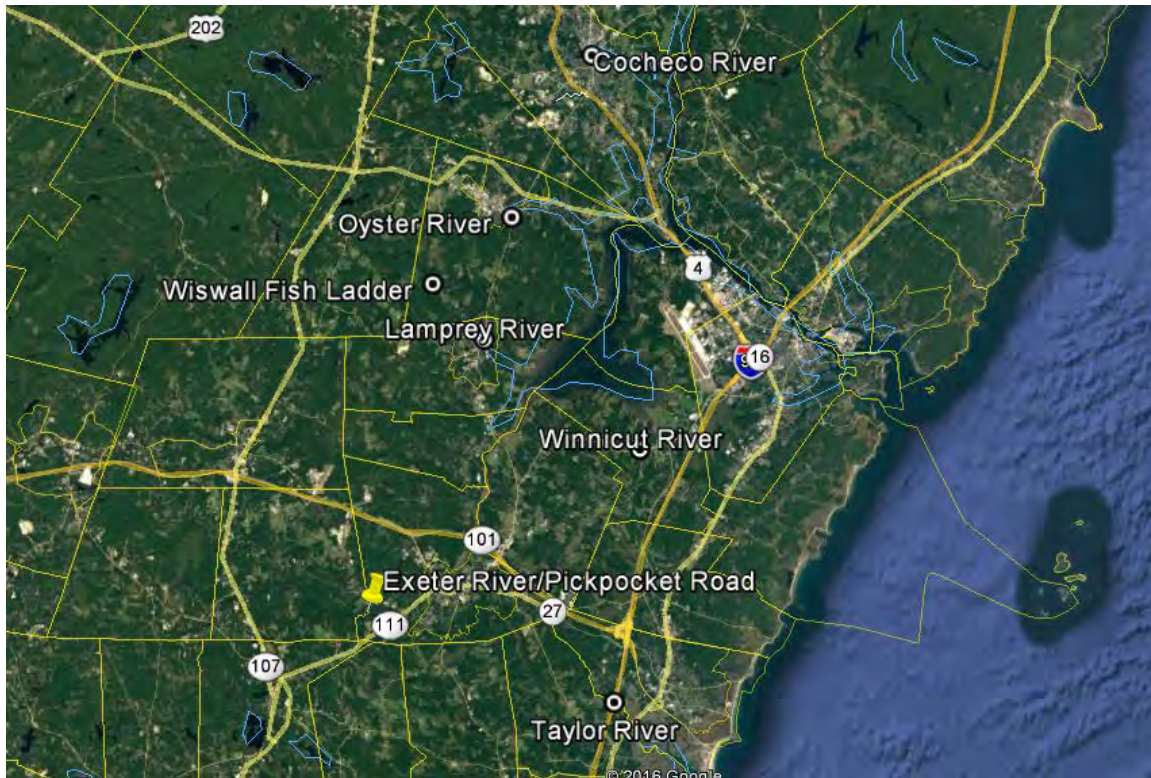 202
Cocheco River
Oyster River
4
Wiswall Fish Ladder
Lamprey River
16
Winnicut River
101
Exeter River/Pickpocket Road
27
111
107
Taylor River
© 2016 Google